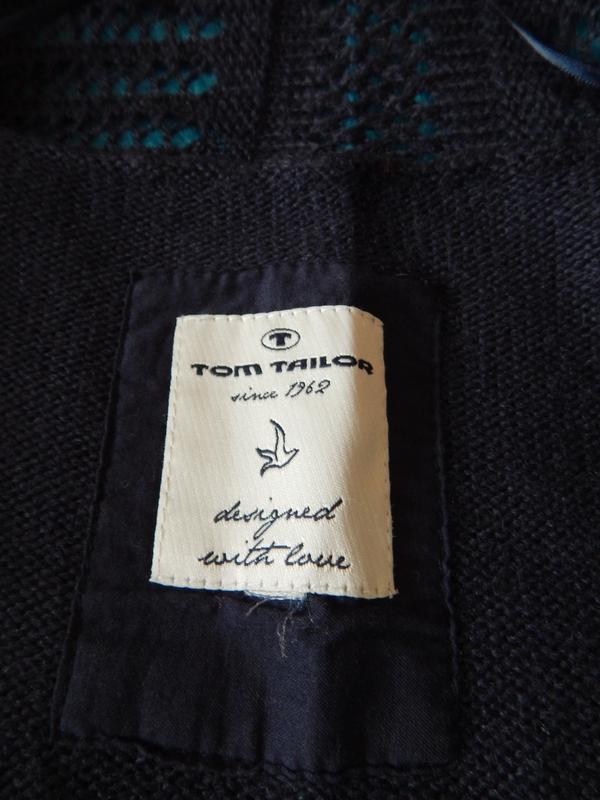 T
TOM TAILOR
since 1962
designed
with love